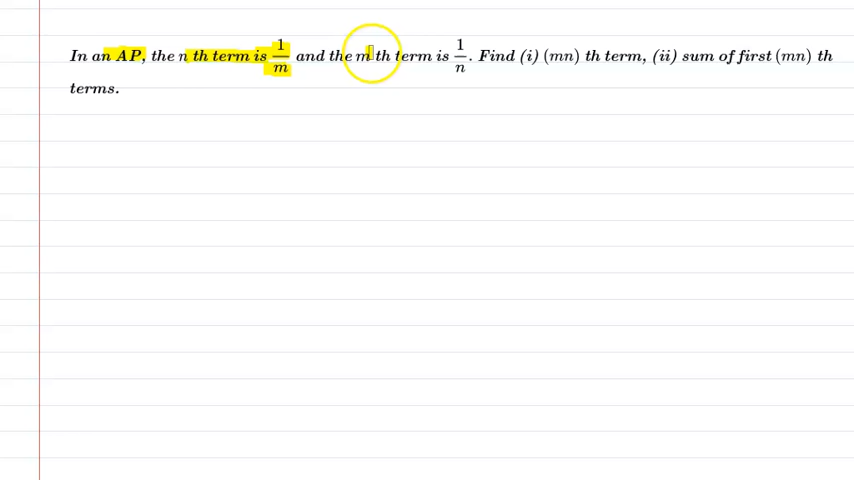 In an AP, the n th term is 1/m and the m th term is 1/n. Find (i) (mn) th term, (ii) sum of first (mn) th
terms.